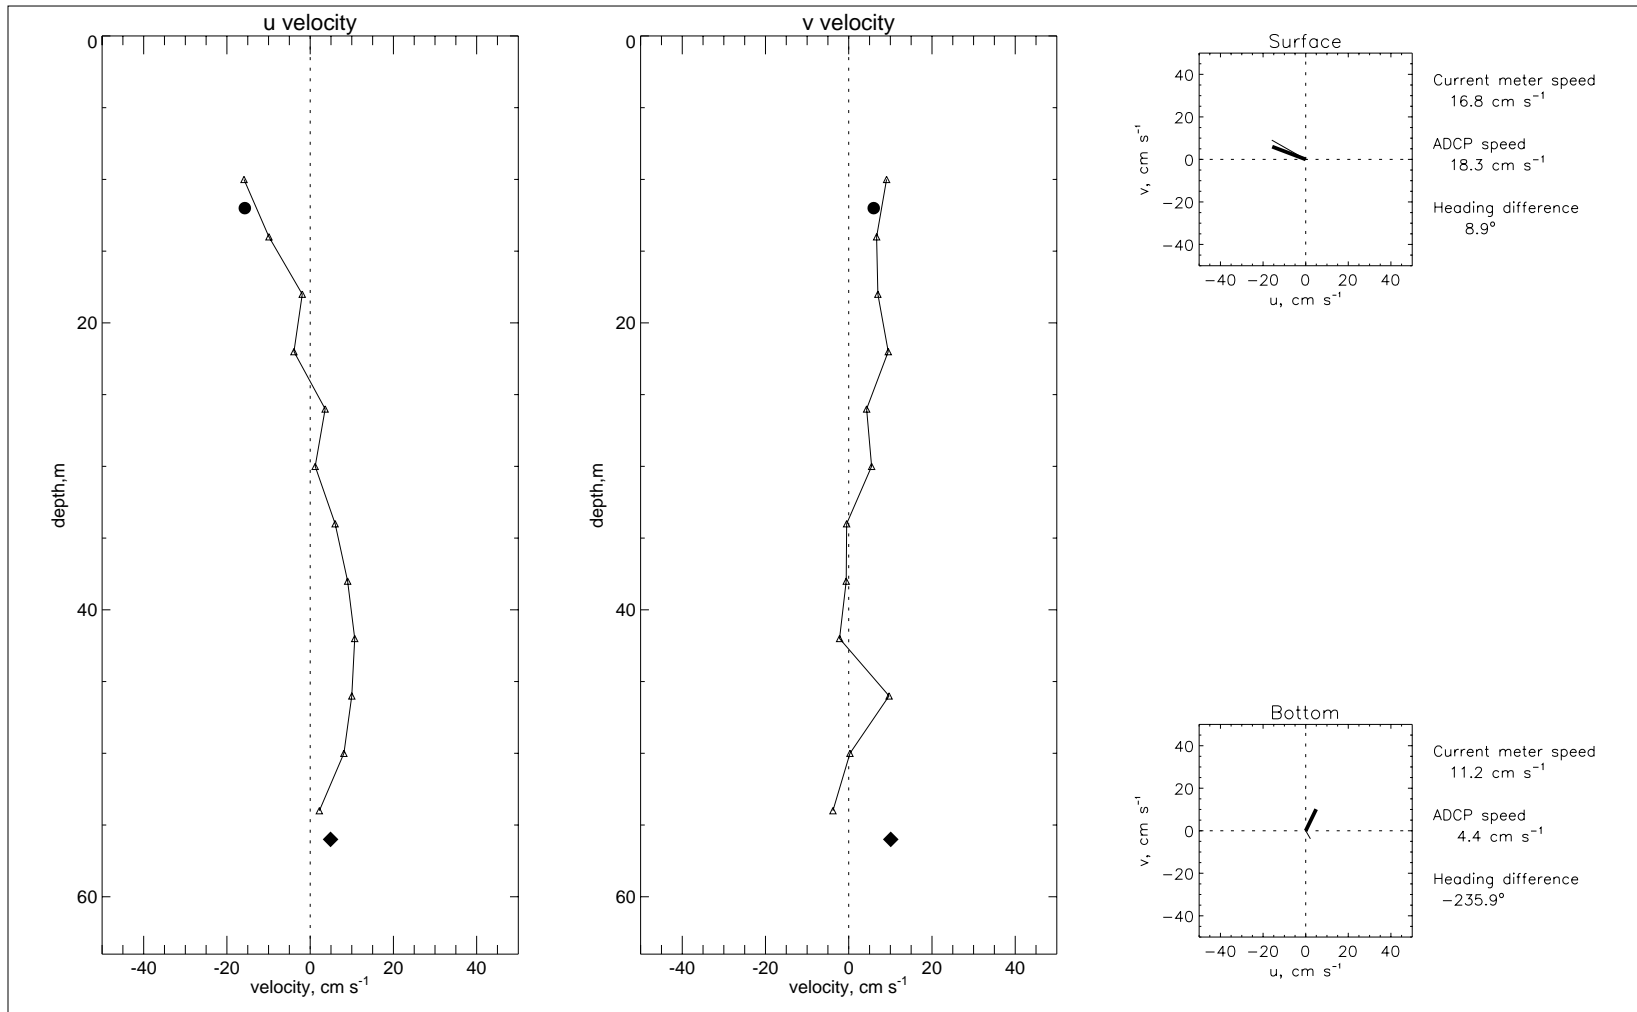 u velocity
0
20
40
60
depth,m
-40 -20 0 20 40
velocity, cm s⁻¹
v velocity
0
20
40
60
depth,m
-40 -20 0 20 40
velocity, cm s⁻¹
Surface
40
20
0
−20
−40
v, cm s⁻¹
−40 −20 0 20 40
u, cm s⁻¹
Current meter speed
16.8 cm s⁻¹
ADCP speed
18.3 cm s⁻¹
Heading difference
8.9°
Bottom
40
20
0
−20
−40
v, cm s⁻¹
−40 −20 0 20 40
u, cm s⁻¹
Current meter speed
11.2 cm s⁻¹
ADCP speed
4.4 cm s⁻¹
Heading difference
−235.9°